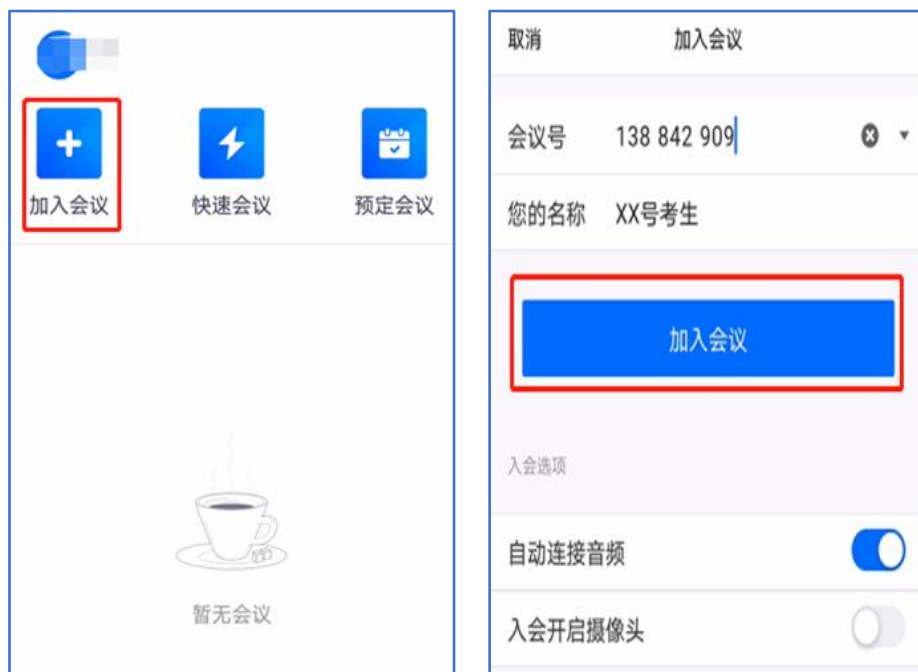 加入会议
快速会议
预定会议
暂无会议
取消
加入会议
会议号 138 842 909
您的名称 XX号考生
加入会议
入会选项
自动连接音频
入会开启摄像头